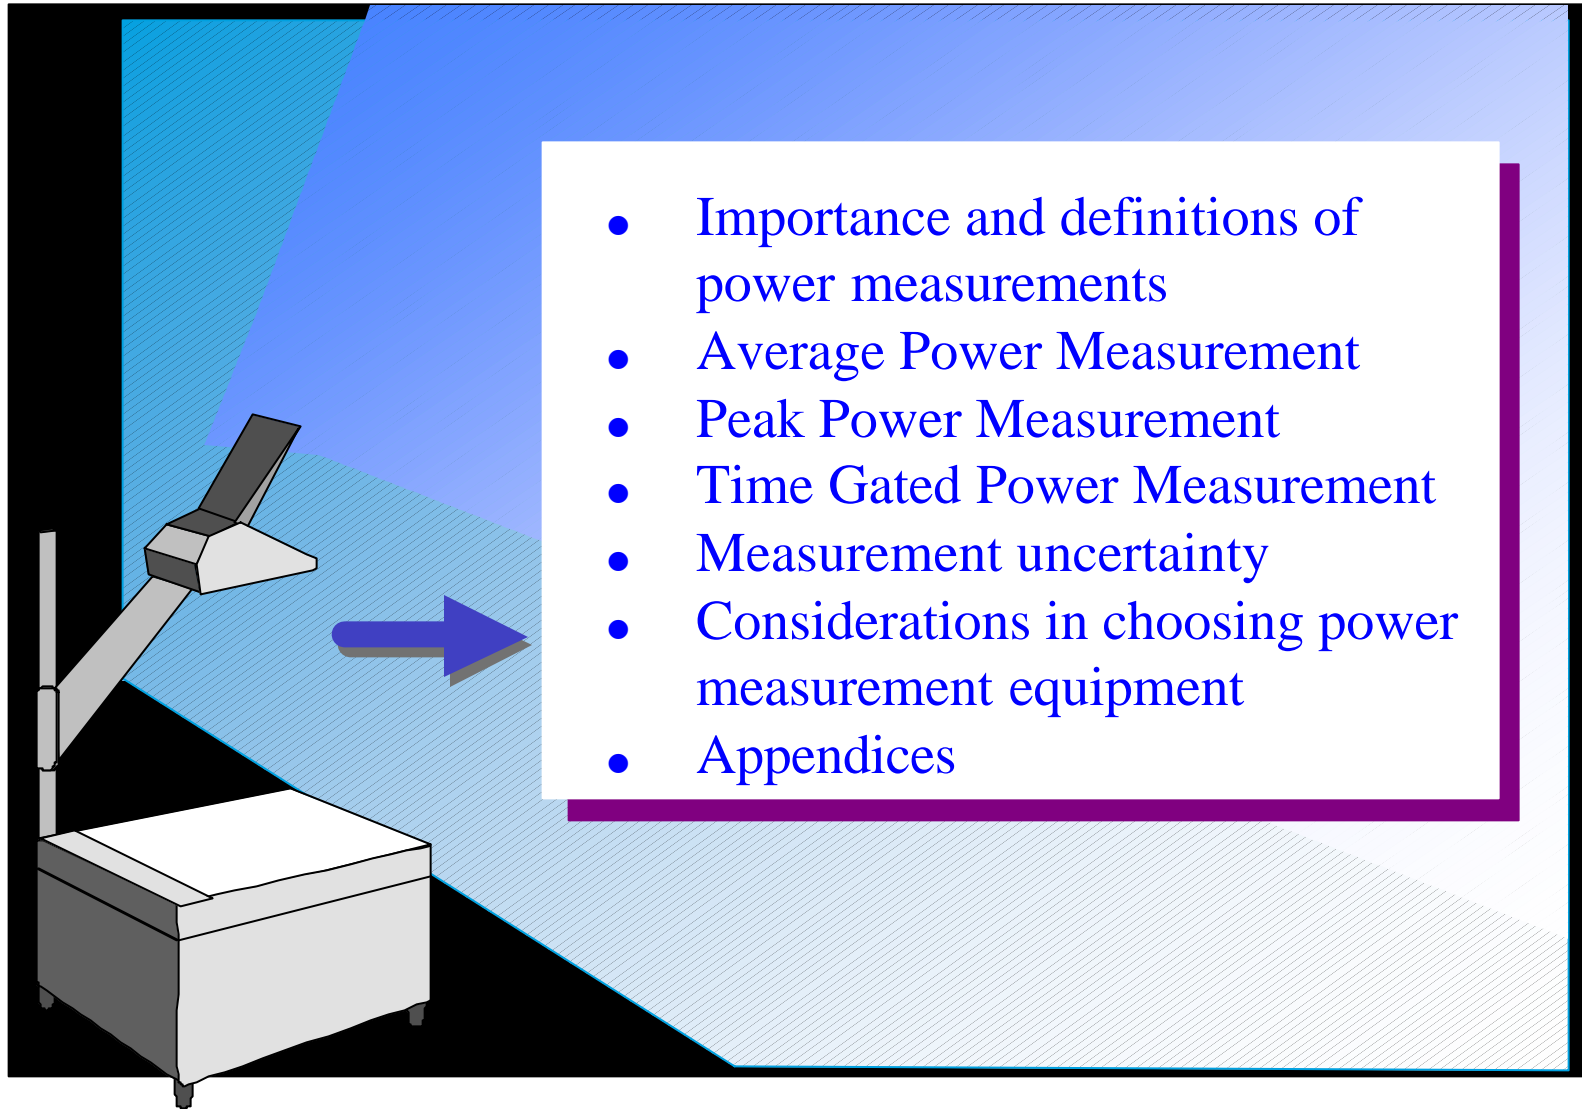 ● Importance and definitions of
power measurements
● Average Power Measurement
● Peak Power Measurement
● Time Gated Power Measurement
● Measurement uncertainty
● Considerations in choosing power
measurement equipment
● Appendices